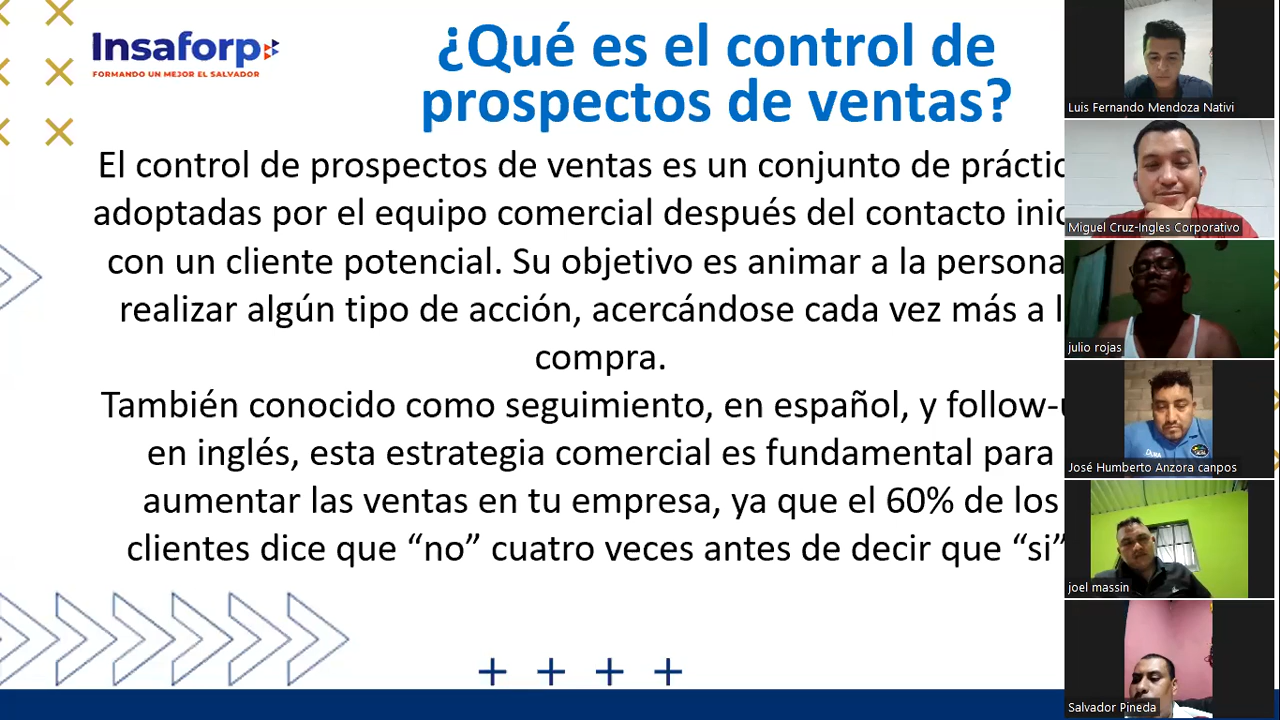 Insaforp
FORMANDO UN MEJOR EL SALVADOR
¿Qué es el control de
prospectos de ventas?
El control de prospectos de ventas es un conjunto de práctic
adoptadas por el equipo comercial después del contacto inic
con un cliente potencial. Su objetivo es animar a la persona
realizar algún tipo de acción, acercándose cada vez más a l
compra.
También conocido como seguimiento, en español, y follow-u
en inglés, esta estrategia comercial es fundamental para
aumentar las ventas en tu empresa, ya que el 60% de los
clientes dice que “no” cuatro veces antes de decir que “si”
Luis Fernando Mendoza Nativi
Miguel Cruz-Ingles Corporativo
julio rojas
José Humberto Anzora canpos
joel massin
Salvador Pineda